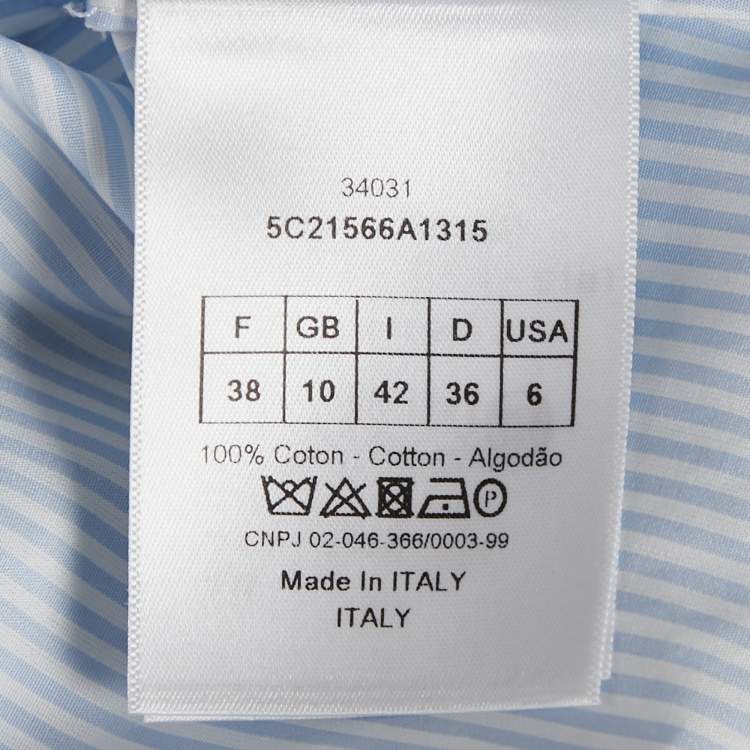 34031
5C21566A1315
F GB I D USA
38 10 42 36 6
100% Coton - Cotton - Algodão
P
CNPJ 02-046-366/0003-99
Made In ITALY
ITALY